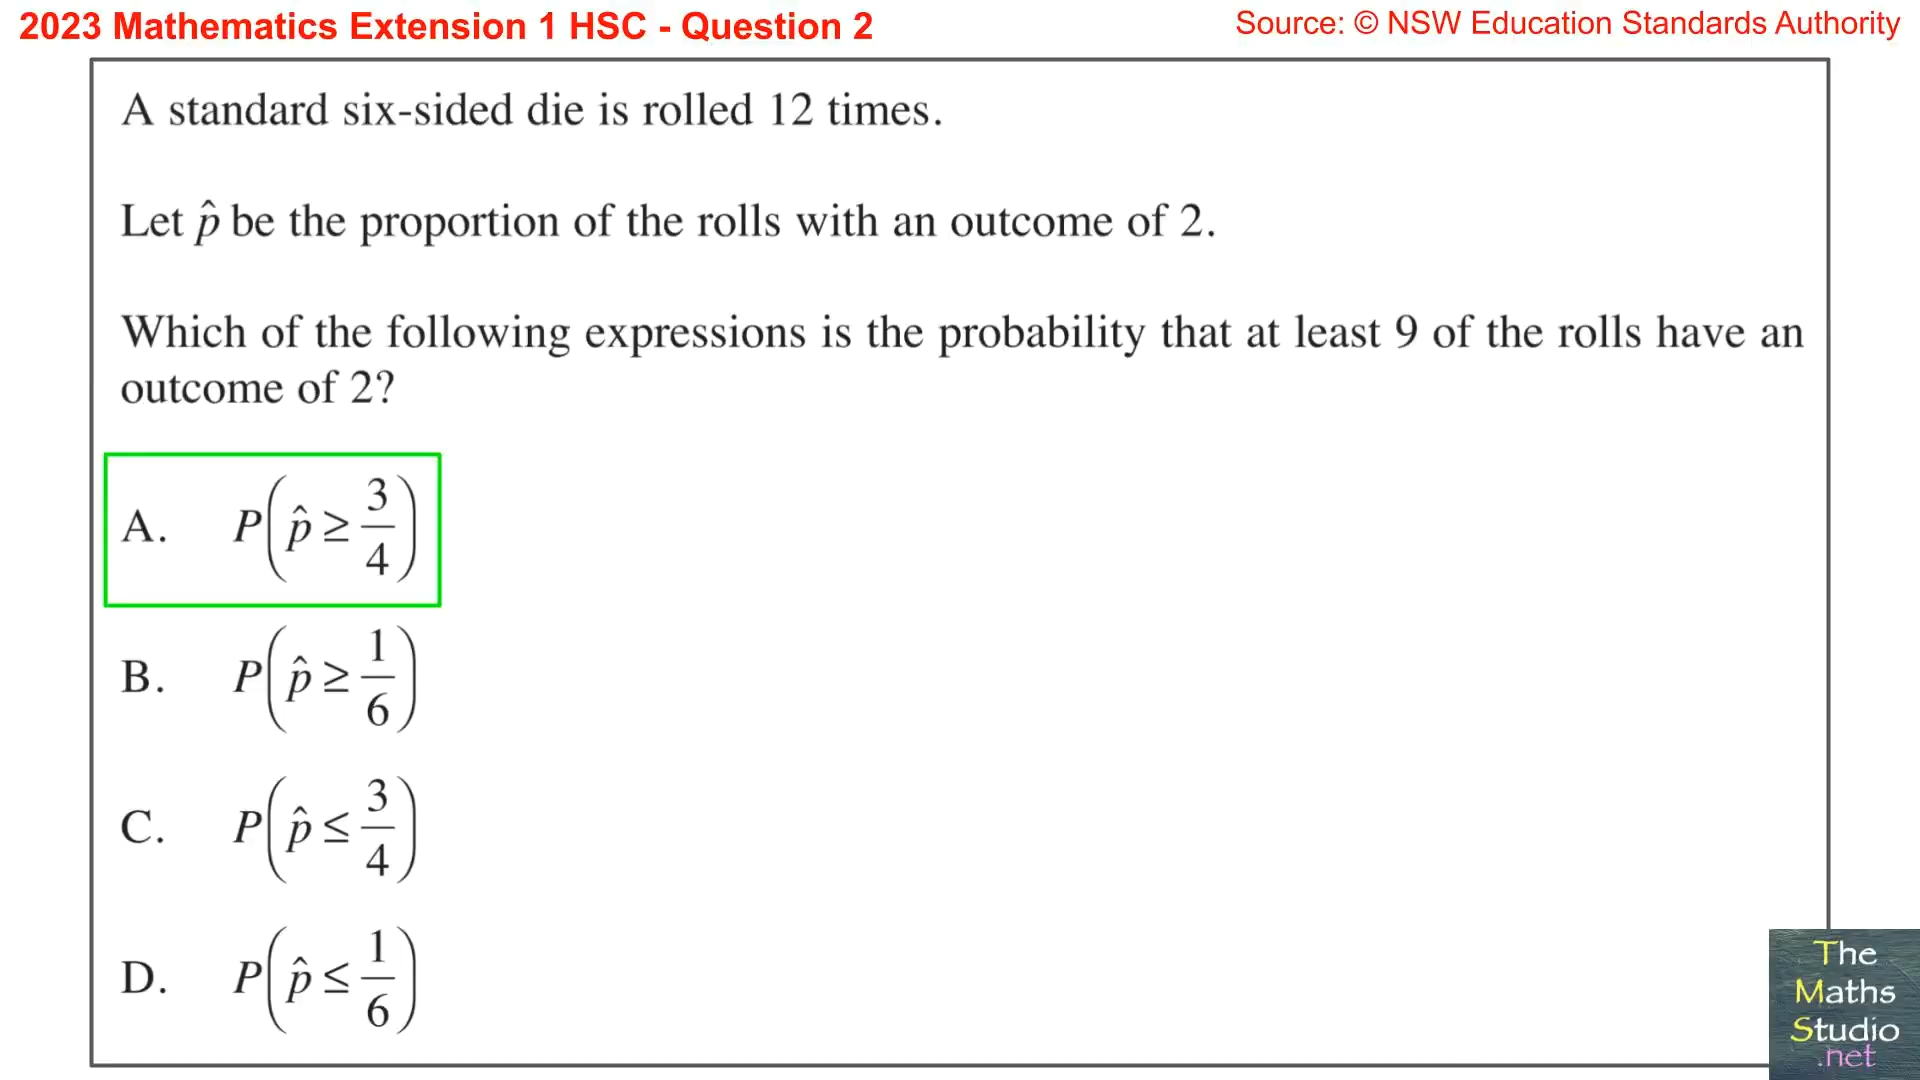 2023 Mathematics Extension 1 HSC - Question 2
Source: © NSW Education Standards Authority
A standard six-sided die is rolled 12 times.
Let p̂ be the proportion of the rolls with an outcome of 2.
Which of the following expressions is the probability that at least 9 of the rolls have an
outcome of 2?
A. P(p̂ ≥ 3/4)
B. P(p̂ ≥ 1/6)
C. P(p̂ ≤ 3/4)
D. P(p̂ ≤ 1/6)
The
Maths
Studio
.net